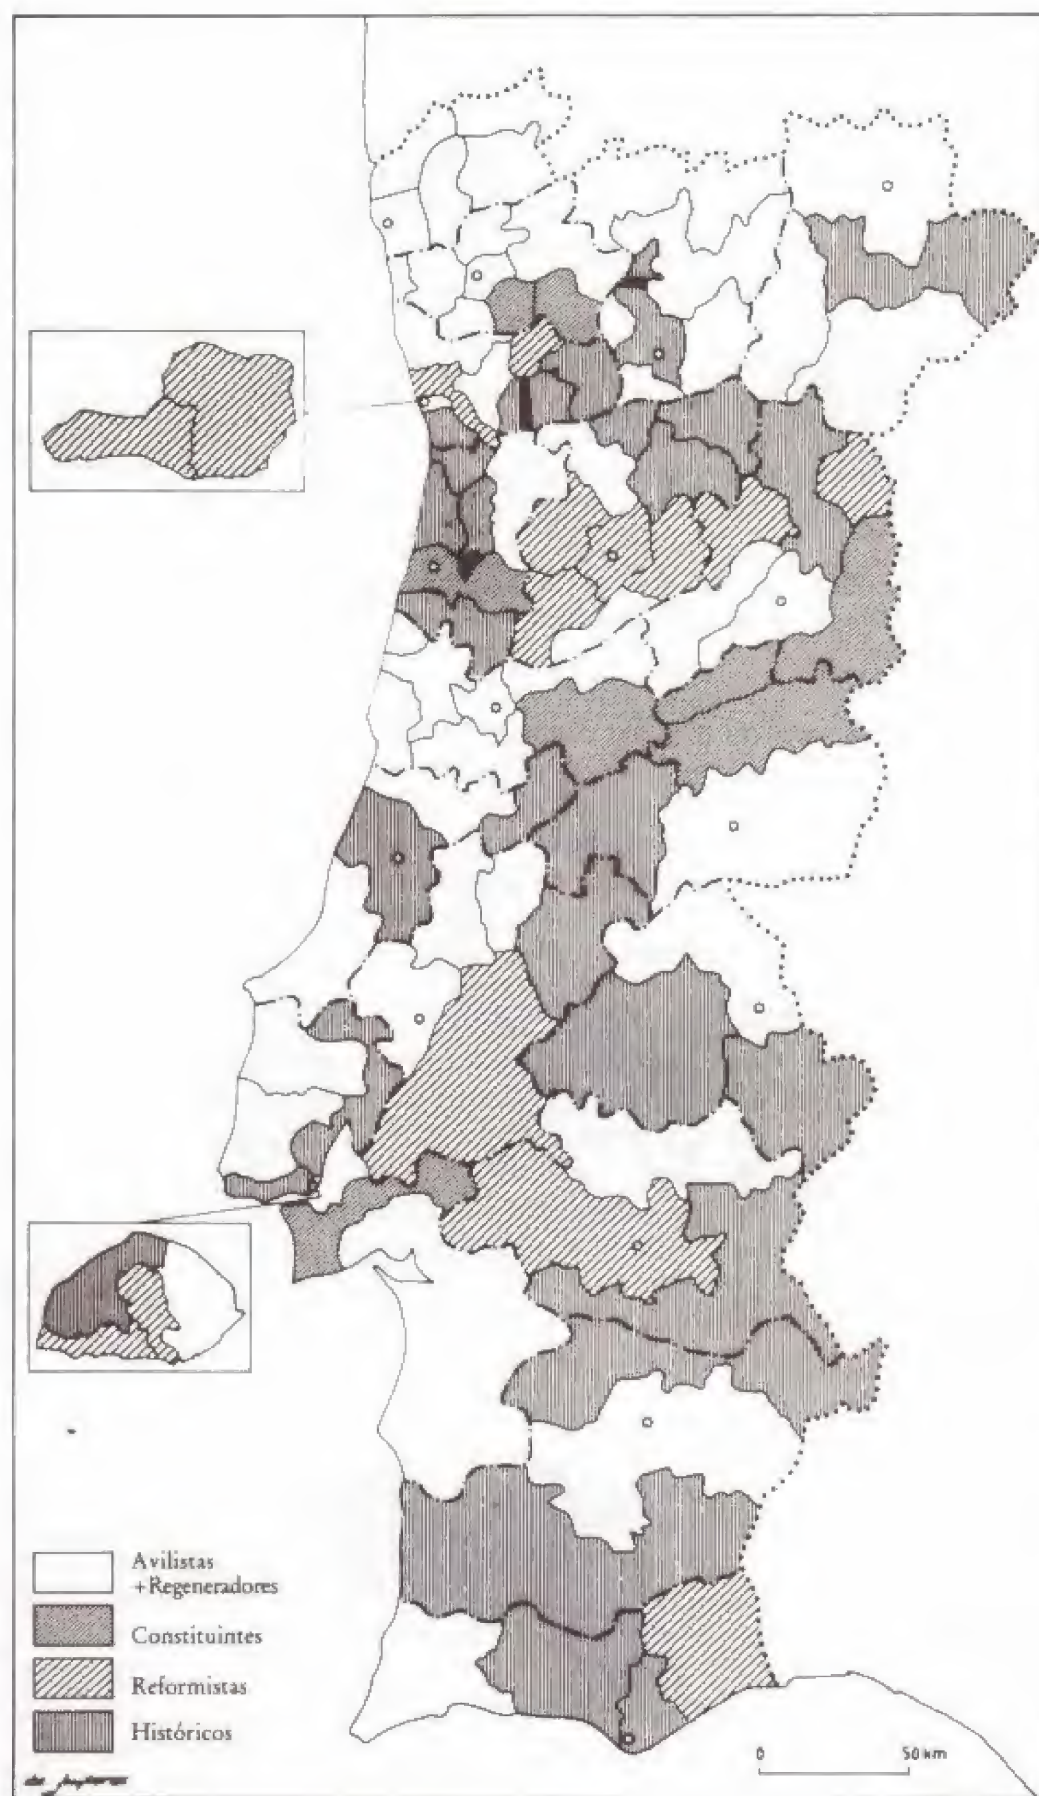 Avilistas
+Regeneradores
Constituintes
Reformistas
Históricos
0 50 km